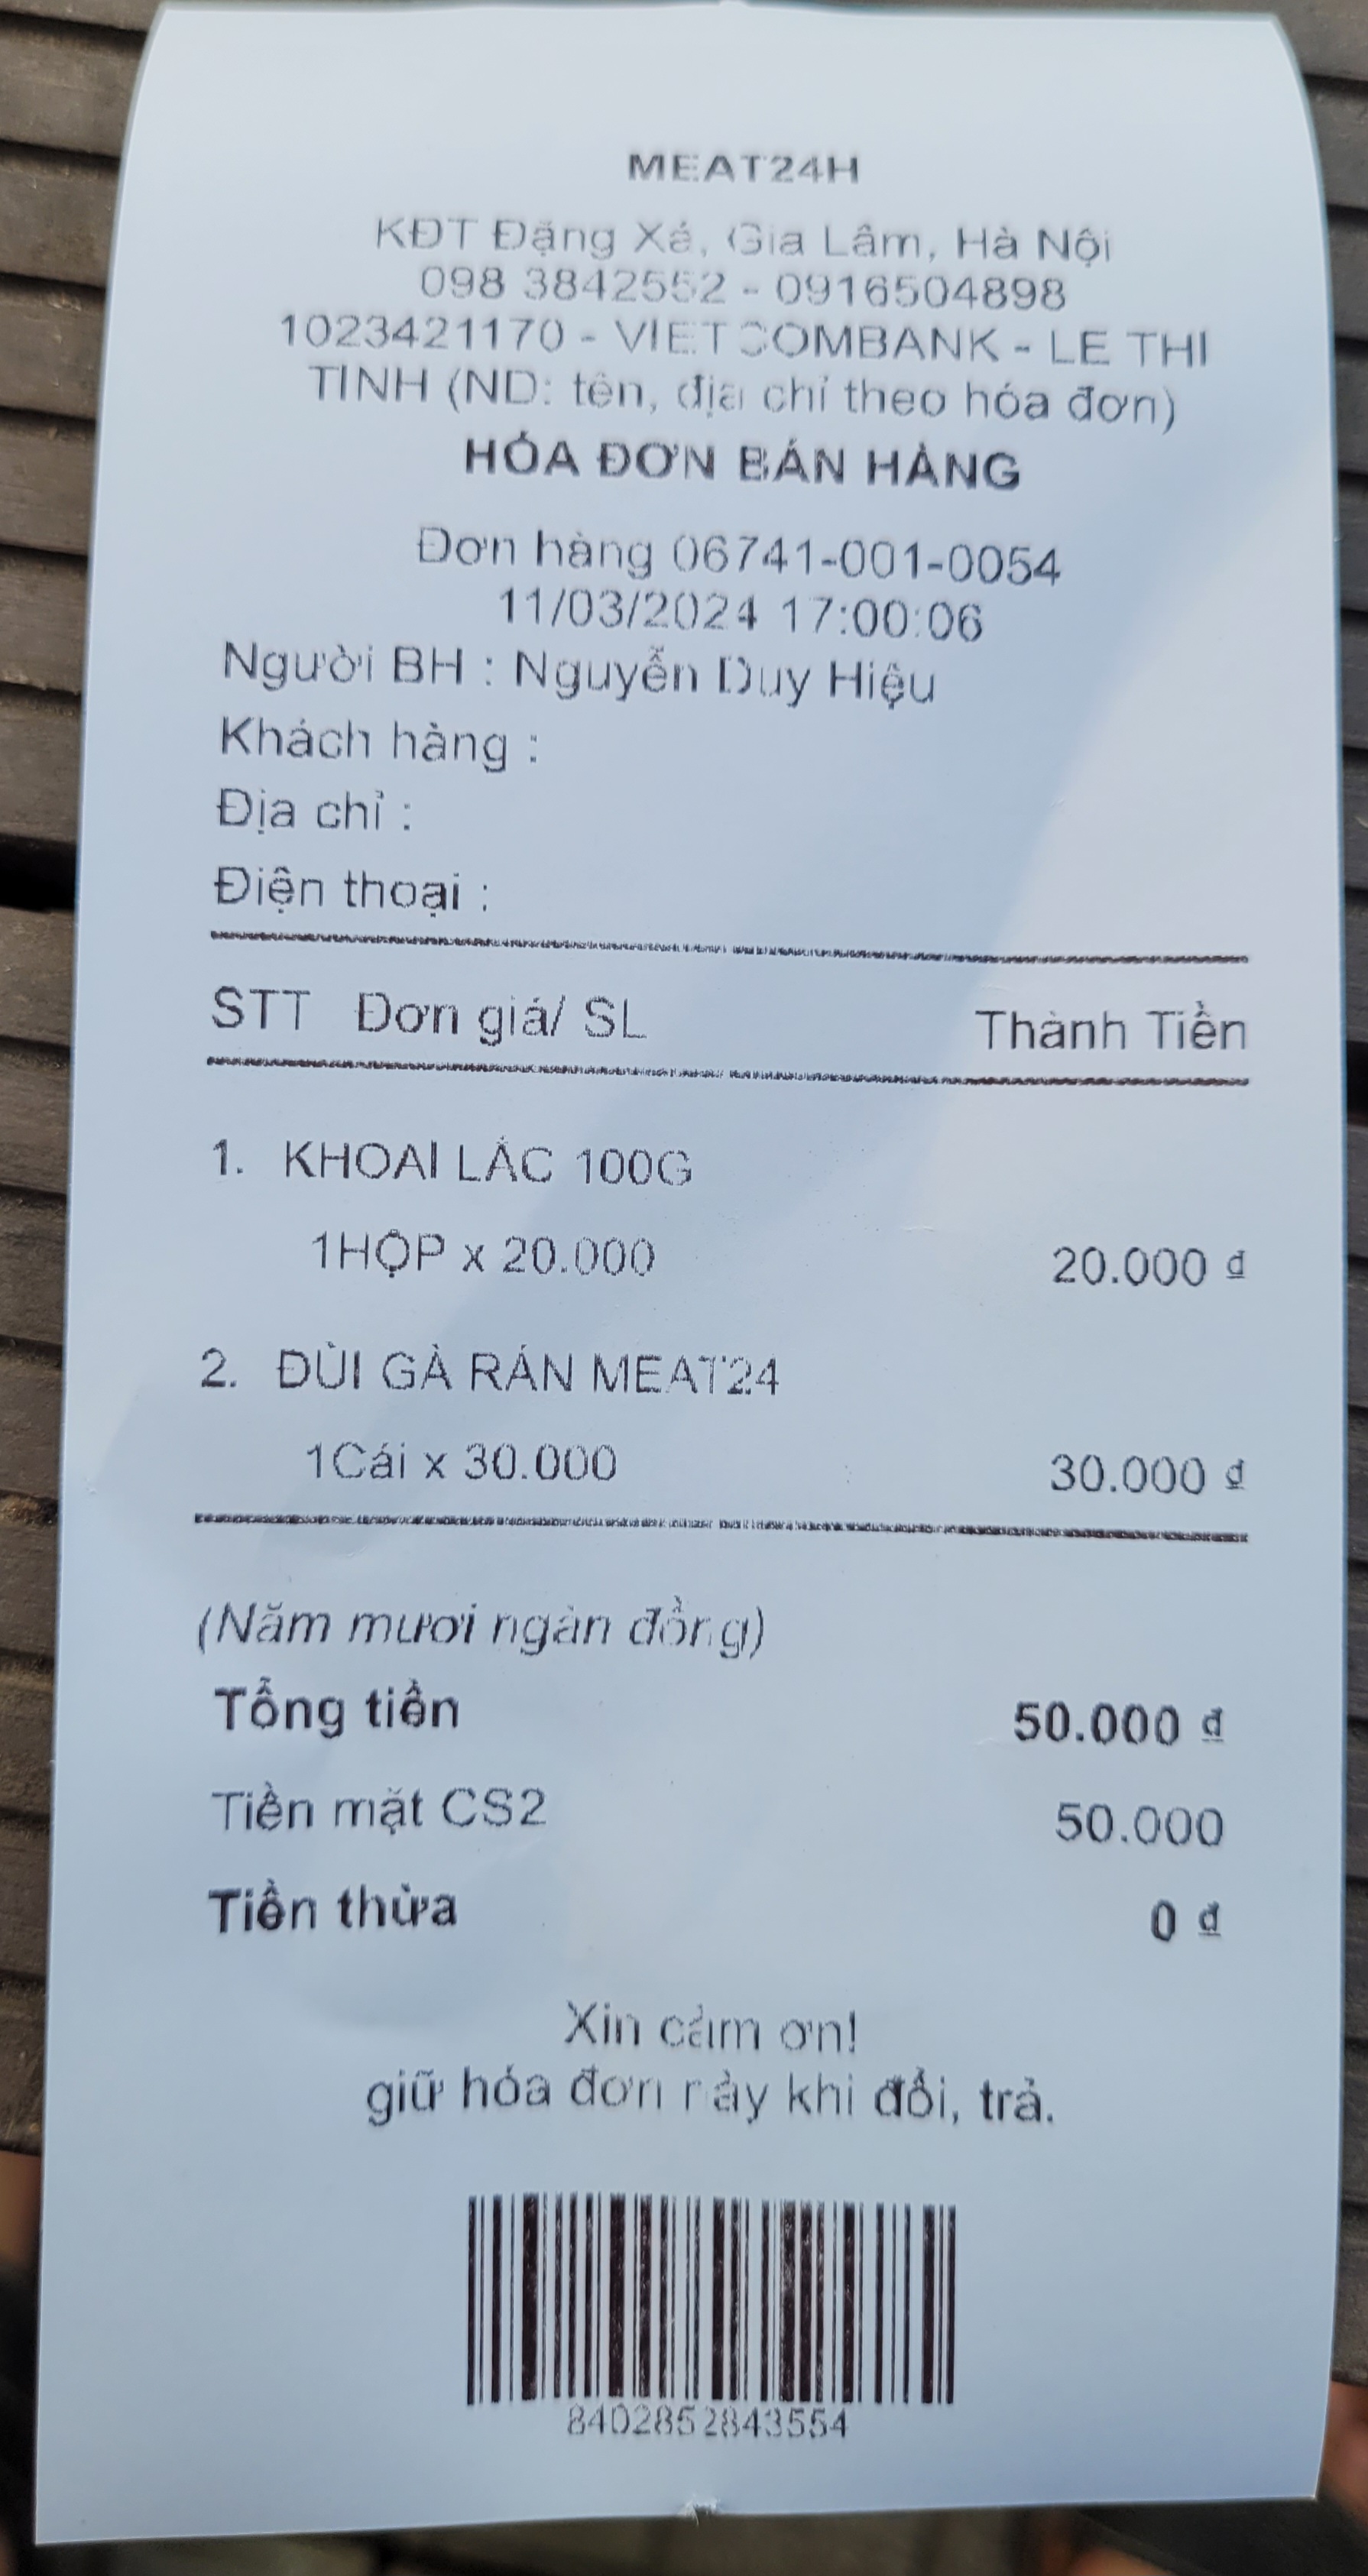 MEAT24H
KĐT Đặng Xá, Gia Lâm, Hà Nội
098 3842552 - 0916504898
1023421170 - VIETCOMBANK - LE THI
TINH (ND: tên, địa chỉ theo hóa đơn)
HÓA ĐƠN BÁN HÀNG
Đơn hàng 06741-001-0054
11/03/2024 17:00:06
Người BH : Nguyễn Duy Hiệu
Khách hàng :
Địa chỉ :
Điện thoại :
STT Đơn giá/ SL Thành Tiền
1. KHOAI LẮC 100G
1HỘP x 20.000 20.000 đ
2. ĐÙI GÀ RÁN MEAT24
1Cái x 30.000 30.000 đ
(Năm mươi ngàn đồng)
Tổng tiền 50.000 đ
Tiền mặt CS2 50.000
Tiền thừa 0 đ
Xin cảm ơn!
giữ hóa đơn này khi đổi, trả.
8402852843554